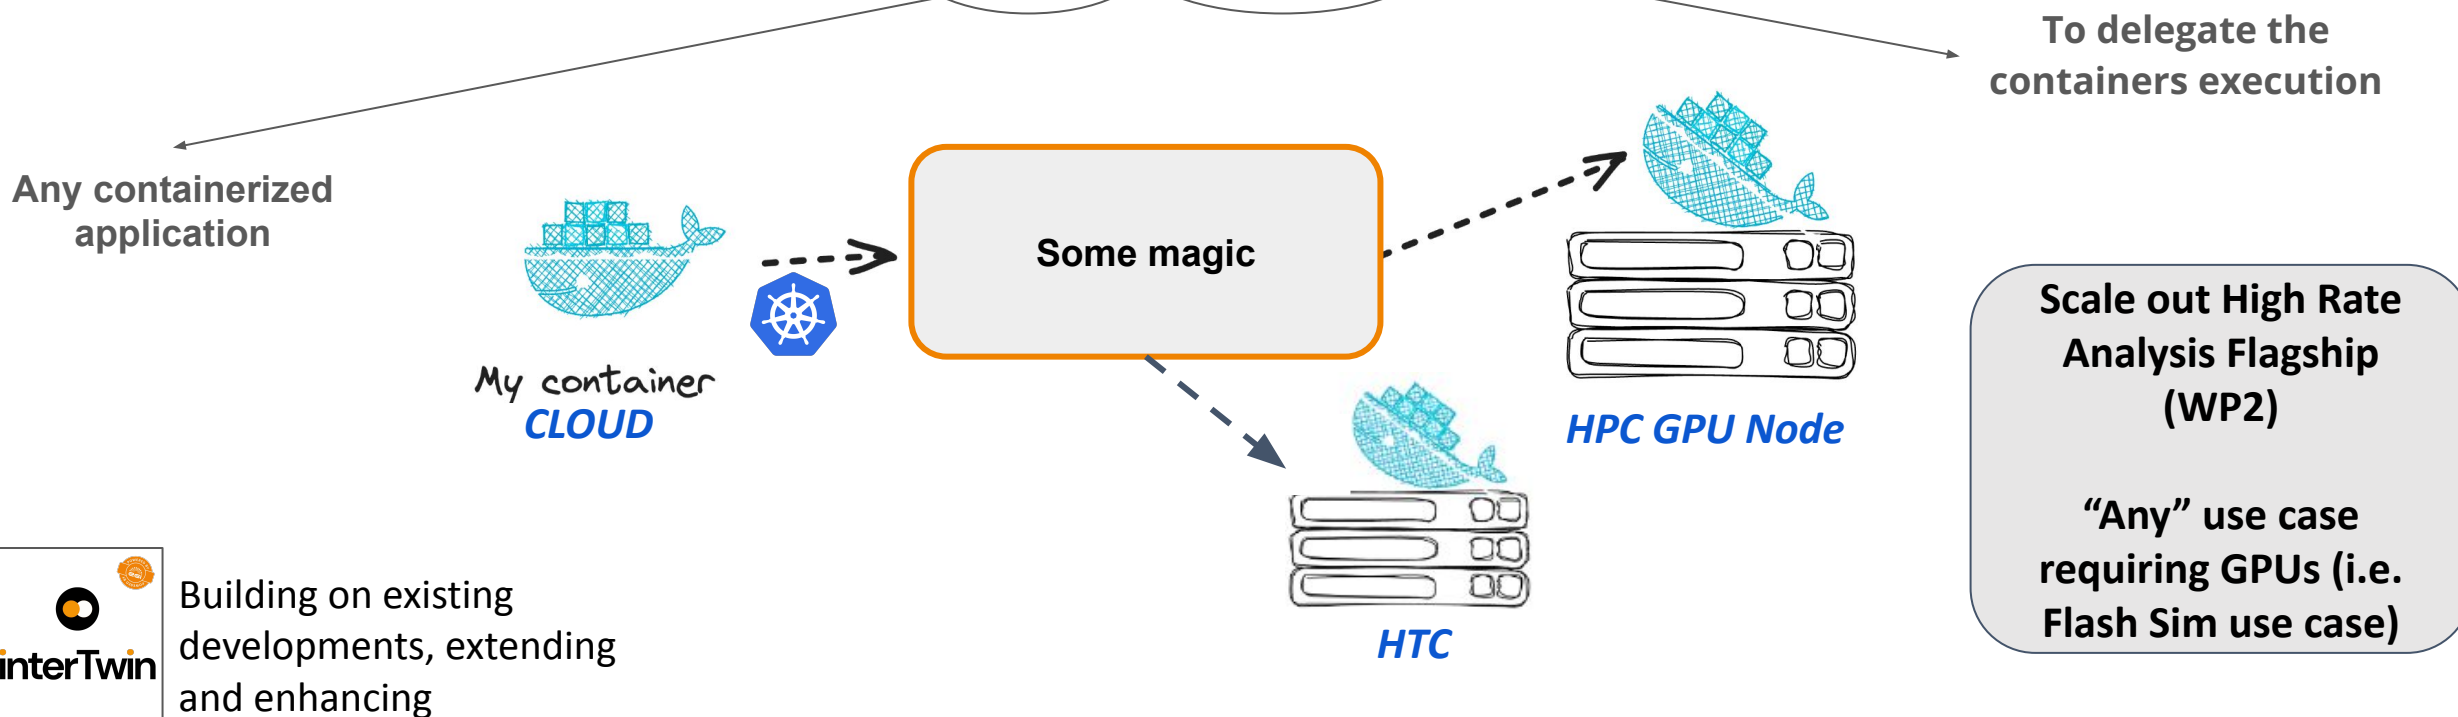 To delegate the
containers execution
Any containerized
application
Some magic
My container
CLOUD
HPC GPU Node
HTC
Scale out High Rate
Analysis Flagship
(WP2)
“Any” use case
requiring GPUs (i.e.
Flash Sim use case)
interTwin
Building on existing
developments, extending
and enhancing